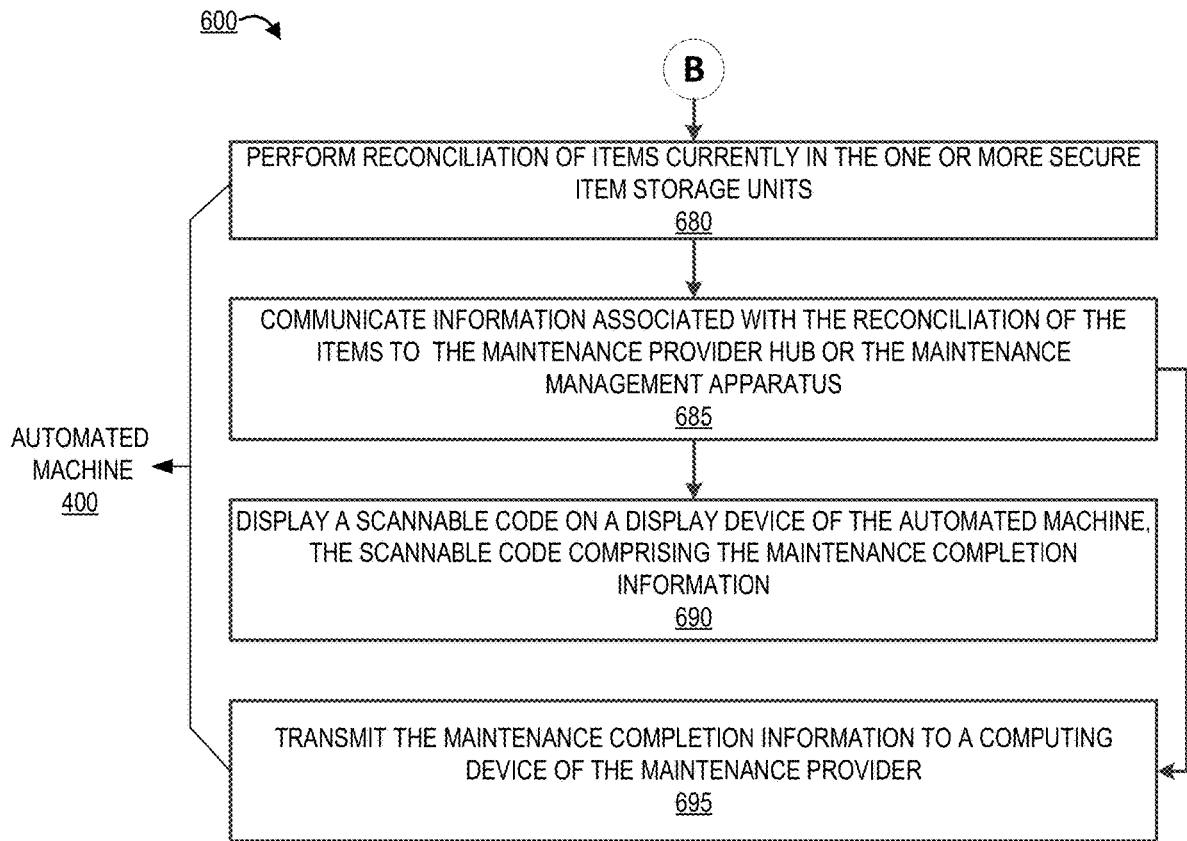 600
B
PERFORM RECONCILIATION OF ITEMS CURRENTLY IN THE ONE OR MORE SECURE
ITEM STORAGE UNITS
680
COMMUNICATE INFORMATION ASSOCIATED WITH THE RECONCILIATION OF THE
ITEMS TO THE MAINTENANCE PROVIDER HUB OR THE MAINTENANCE
MANAGEMENT APPARATUS
685
AUTOMATED
MACHINE
400
DISPLAY A SCANNABLE CODE ON A DISPLAY DEVICE OF THE AUTOMATED MACHINE,
THE SCANNABLE CODE COMPRISING THE MAINTENANCE COMPLETION
INFORMATION
690
TRANSMIT THE MAINTENANCE COMPLETION INFORMATION TO A COMPUTING
DEVICE OF THE MAINTENANCE PROVIDER
695